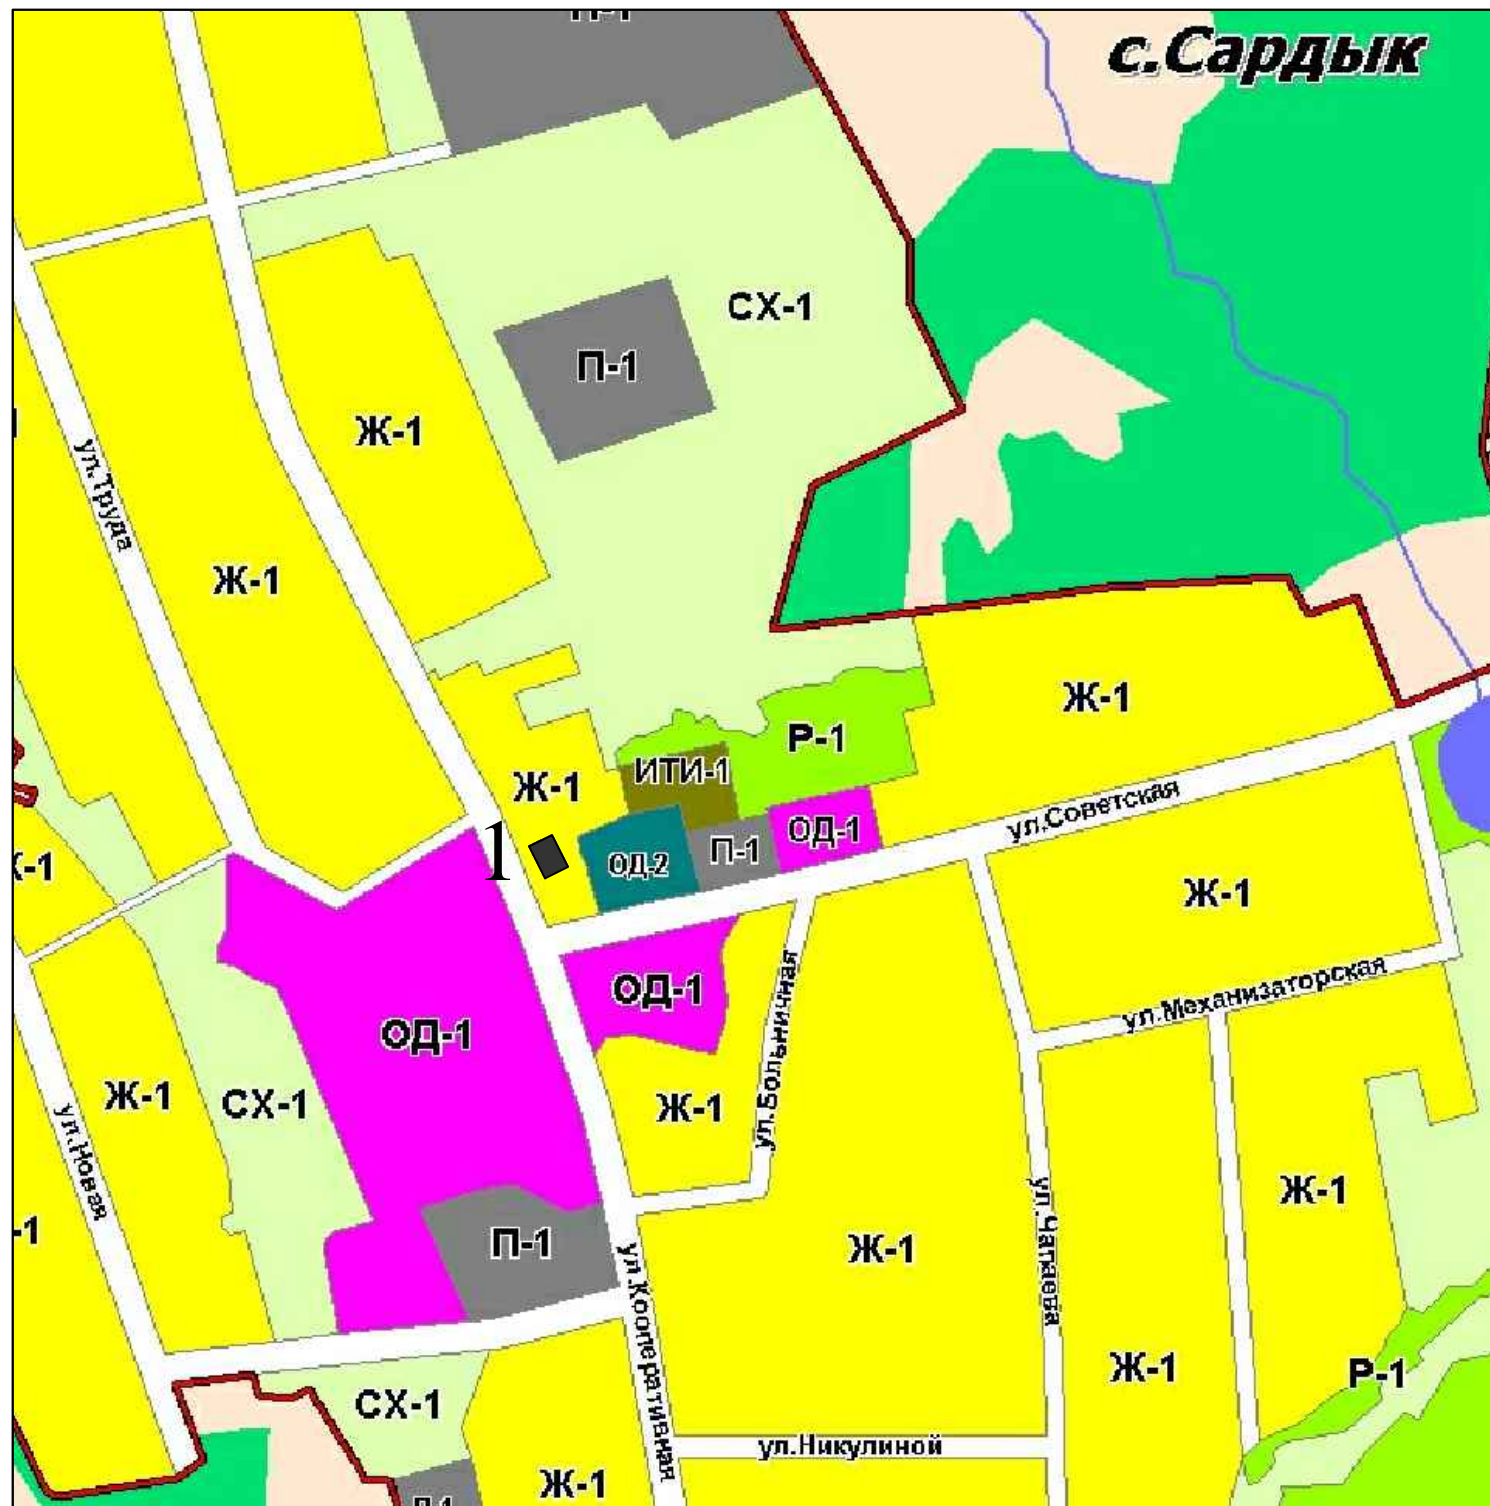 П-1
с.Сардык
СХ-1
П-1
Ж-1
ул.Труда
Ж-1
Ж-1
Р-1
ИТИ-1
Ж-1
ул.Советская
ОД-1
1
П-1
ОД-2
Ж-1
Ж-1
ул.Механизаторская
ОД-1
ОД-1
ул.Больничная
Ж-1
СХ-1
Ж-1
ул.Новая
Ж-1
-1
П-1
Ж-1
ул.Чапаева
ул.Кооперативная
Ж-1
Р-1
СХ-1
ул.Никулиной
Ж-1
П-1